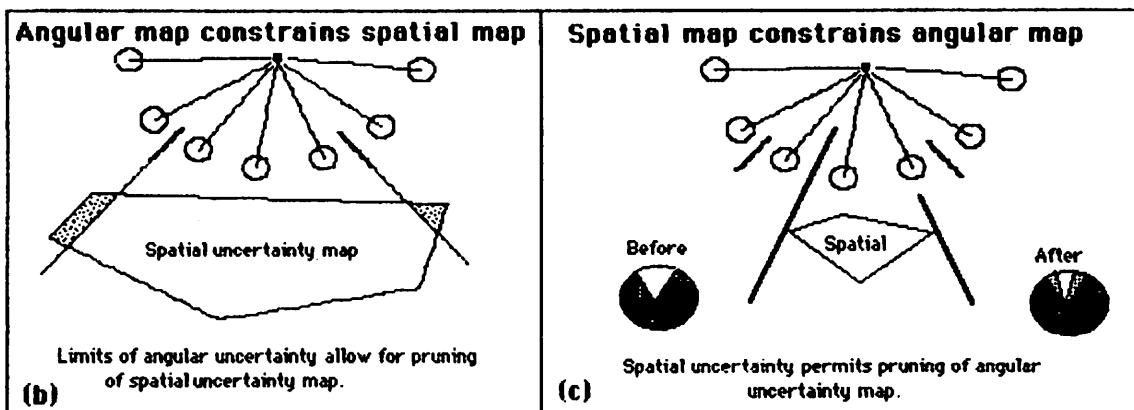 Angular map constrains spatial map
Spatial uncertainty map
Limits of angular uncertainty allow for pruning
of spatial uncertainty map.
(b)
Spatial map constrains angular map
Before
Spatial
After
Spatial uncertainty permits pruning of angular
uncertainty map.
(c)